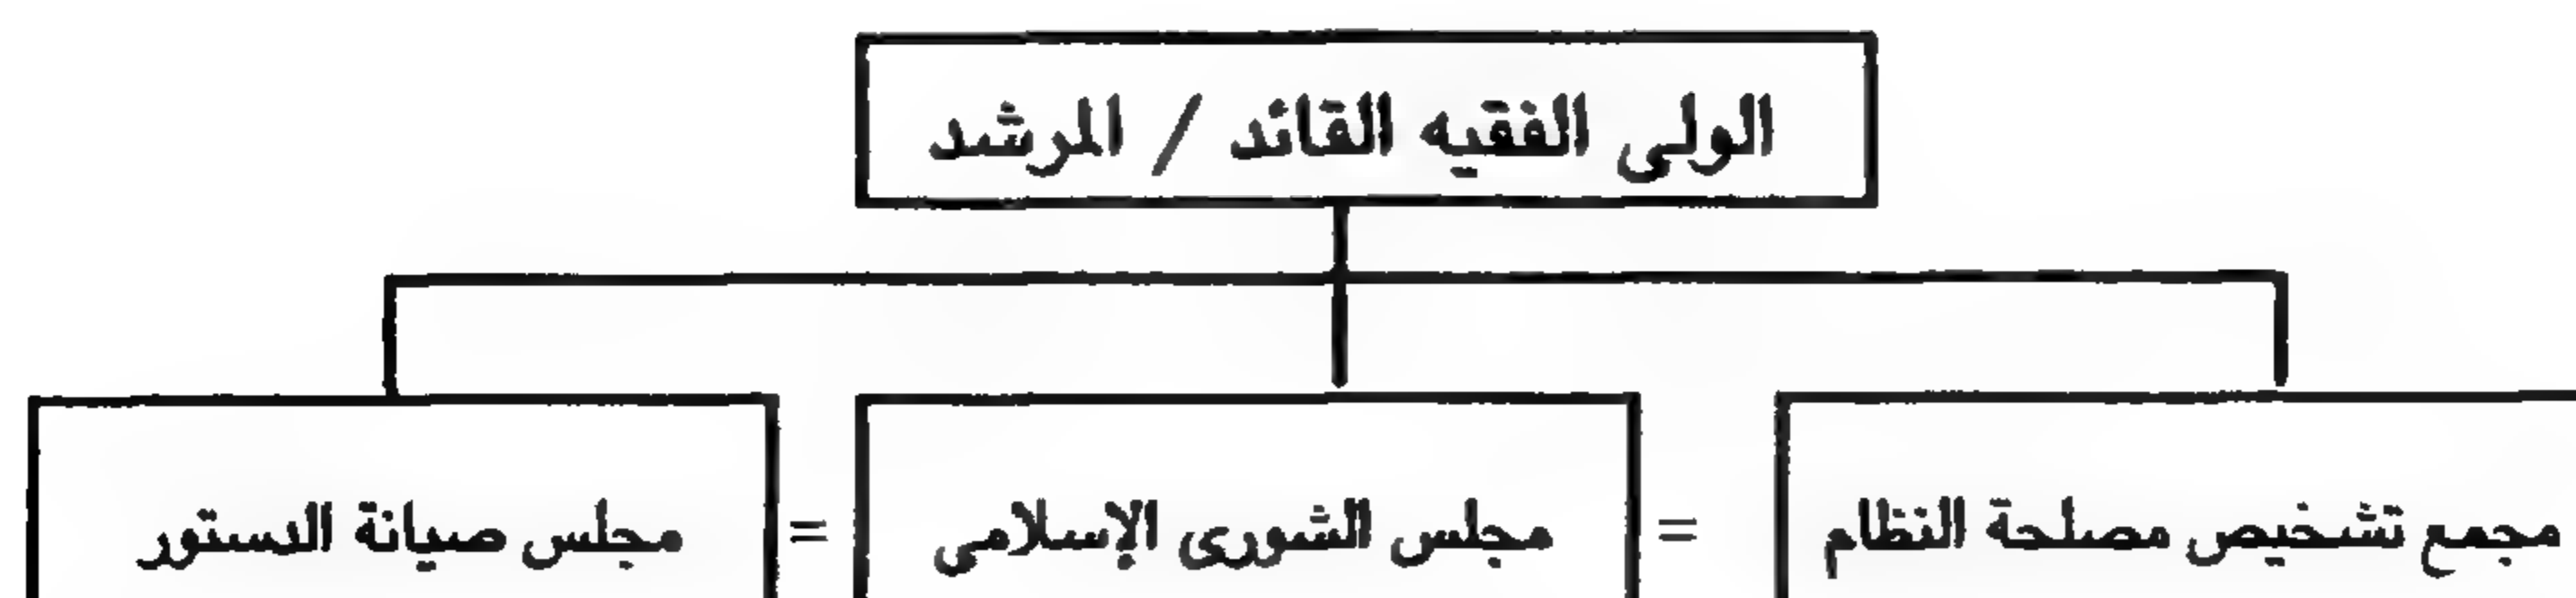 الولى الفقيه القائد / المرشد
مجمع تشخيص مصلحة النظام = مجلس الشورى الإسلامى = مجلس صيانة الدستور